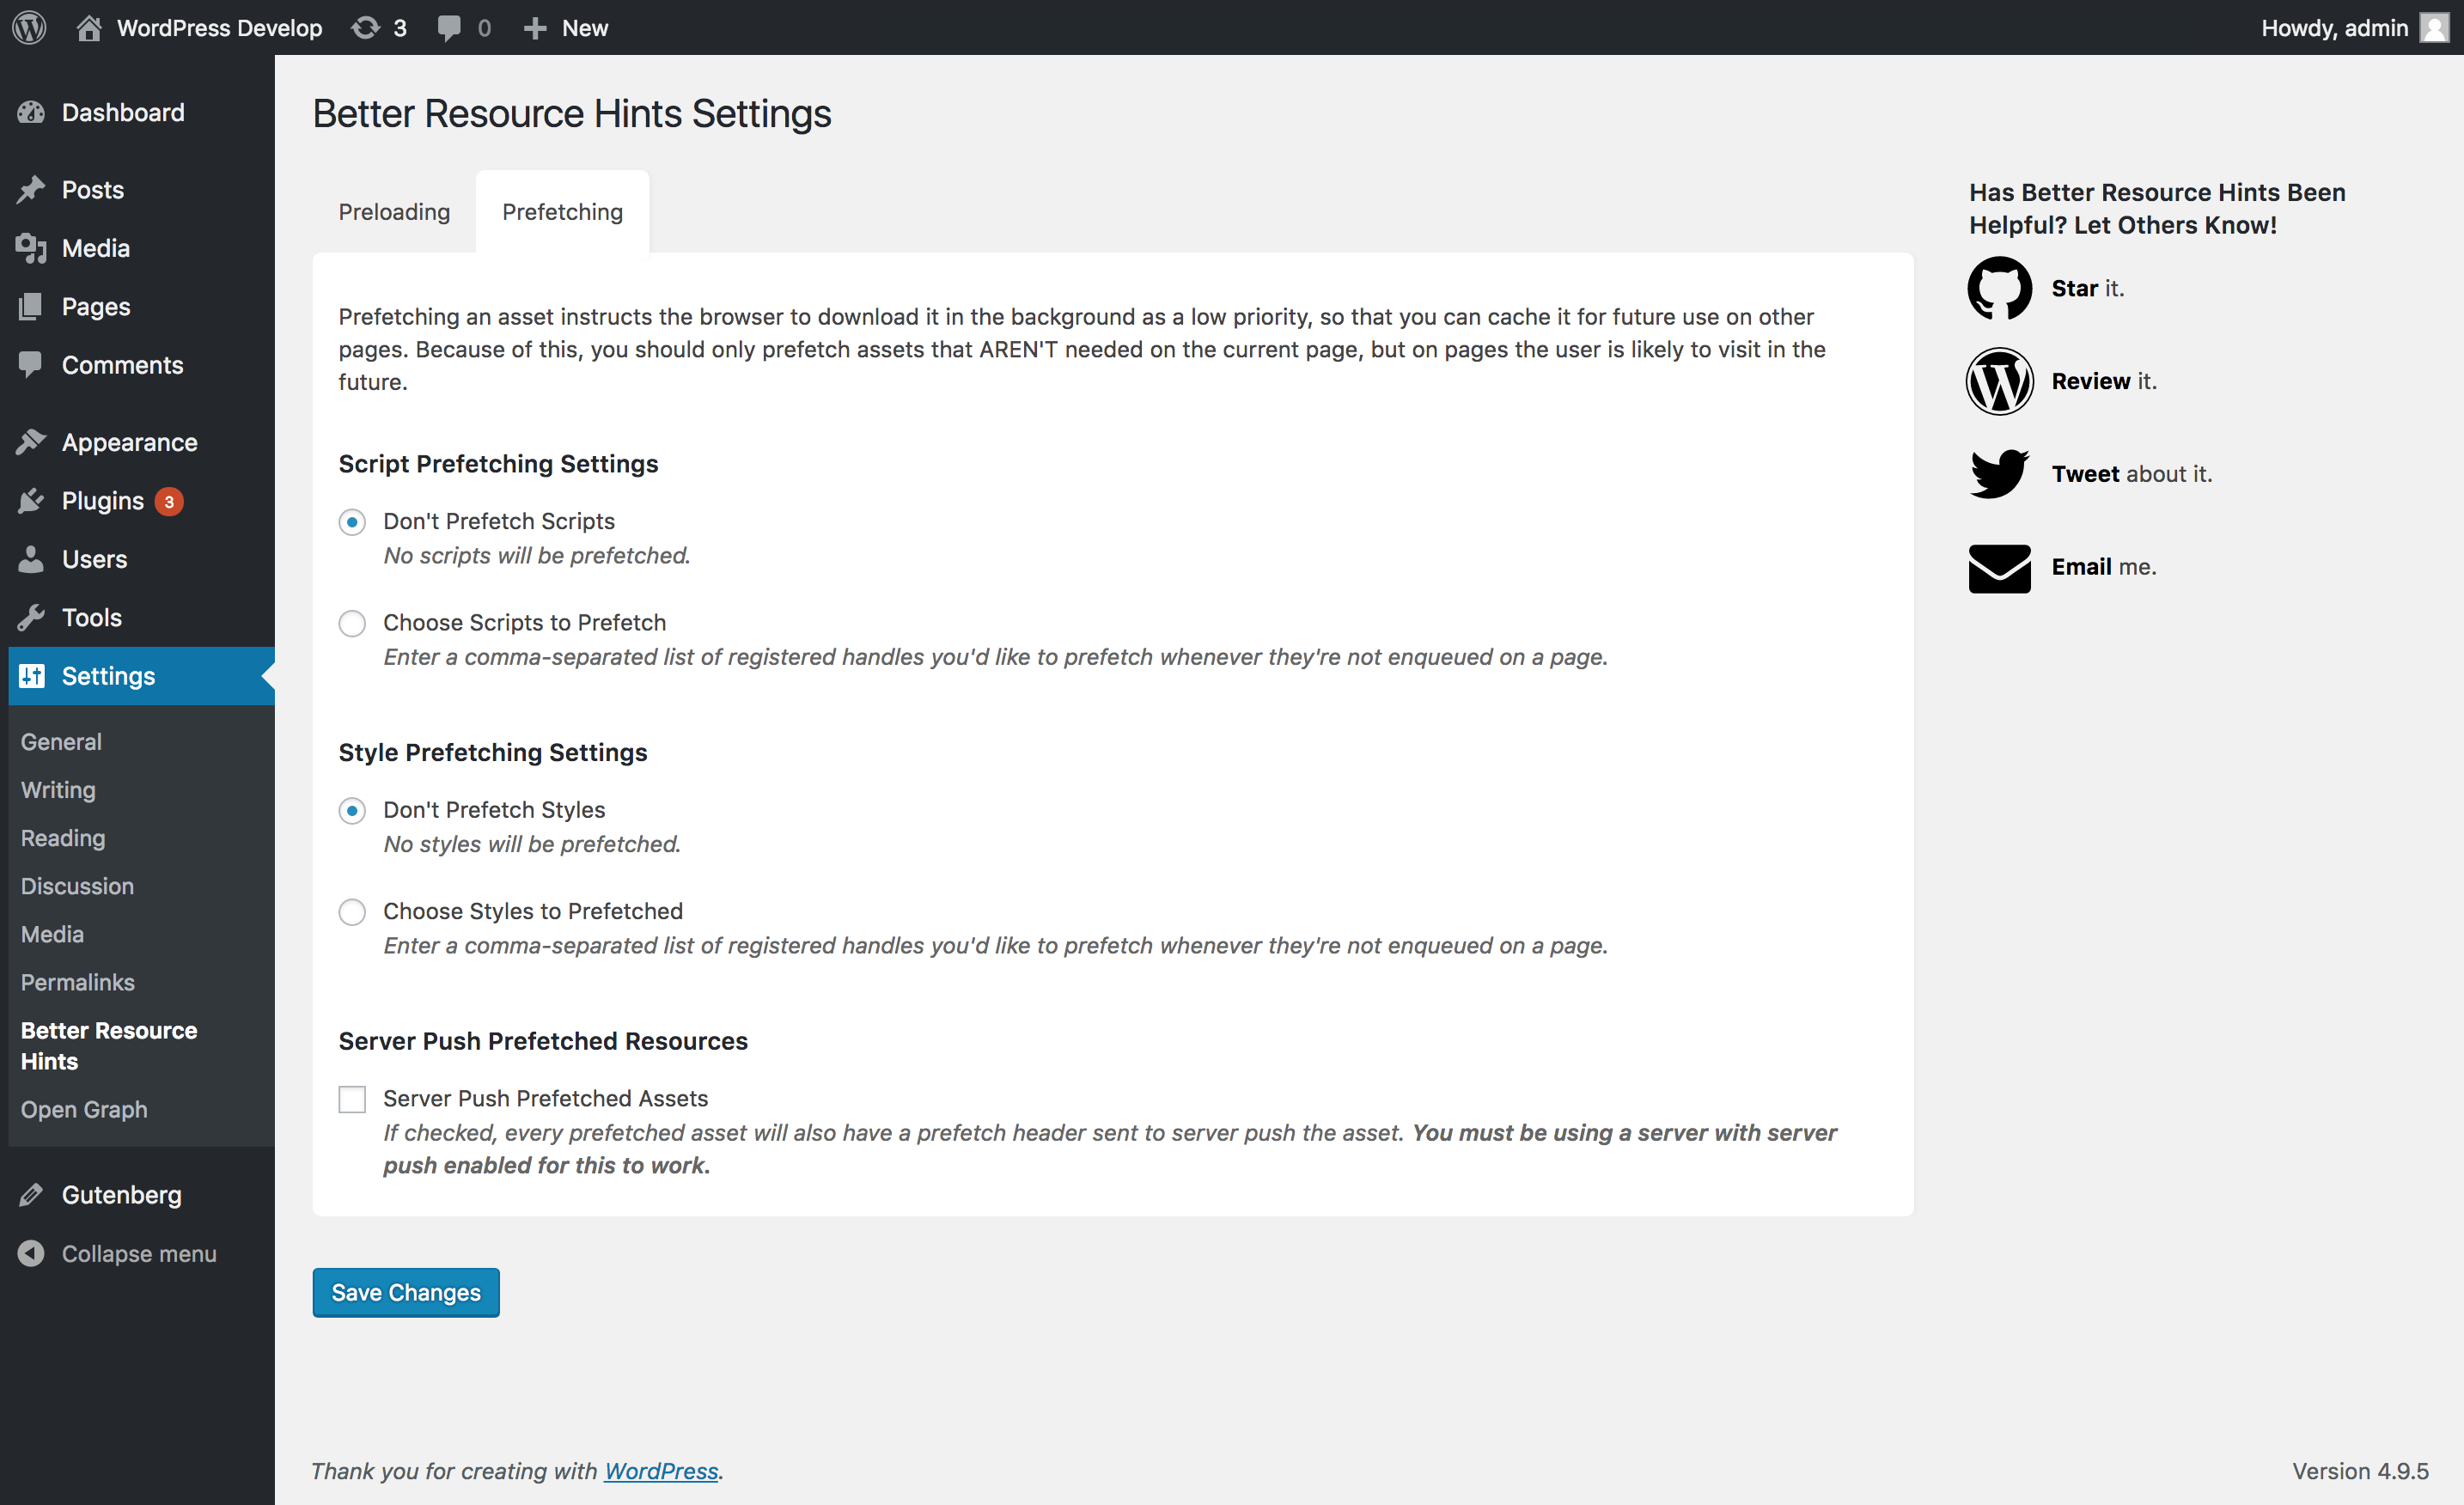 WordPress Develop 3 0 New Howdy, admin
Dashboard
Posts
Media
Pages
Comments
Appearance
Plugins 3
Users
Tools
Settings
General
Writing
Reading
Discussion
Media
Permalinks
Better Resource
Hints
Open Graph
Gutenberg
Collapse menu
Better Resource Hints Settings
Preloading Prefetching
Prefetching an asset instructs the browser to download it in the background as a low priority, so that you can cache it for future use on other
pages. Because of this, you should only prefetch assets that AREN'T needed on the current page, but on pages the user is likely to visit in the
future.
Script Prefetching Settings
Don't Prefetch Scripts
No scripts will be prefetched.
Choose Scripts to Prefetch
Enter a comma-separated list of registered handles you'd like to prefetch whenever they're not enqueued on a page.
Style Prefetching Settings
Don't Prefetch Styles
No styles will be prefetched.
Choose Styles to Prefetched
Enter a comma-separated list of registered handles you'd like to prefetch whenever they're not enqueued on a page.
Server Push Prefetched Resources
Server Push Prefetched Assets
If checked, every prefetched asset will also have a prefetch header sent to server push the asset. You must be using a server with server
push enabled for this to work.
Save Changes
Has Better Resource Hints Been
Helpful? Let Others Know!
Star it.
Review it.
Tweet about it.
Email me.
Thank you for creating with WordPress.
Version 4.9.5